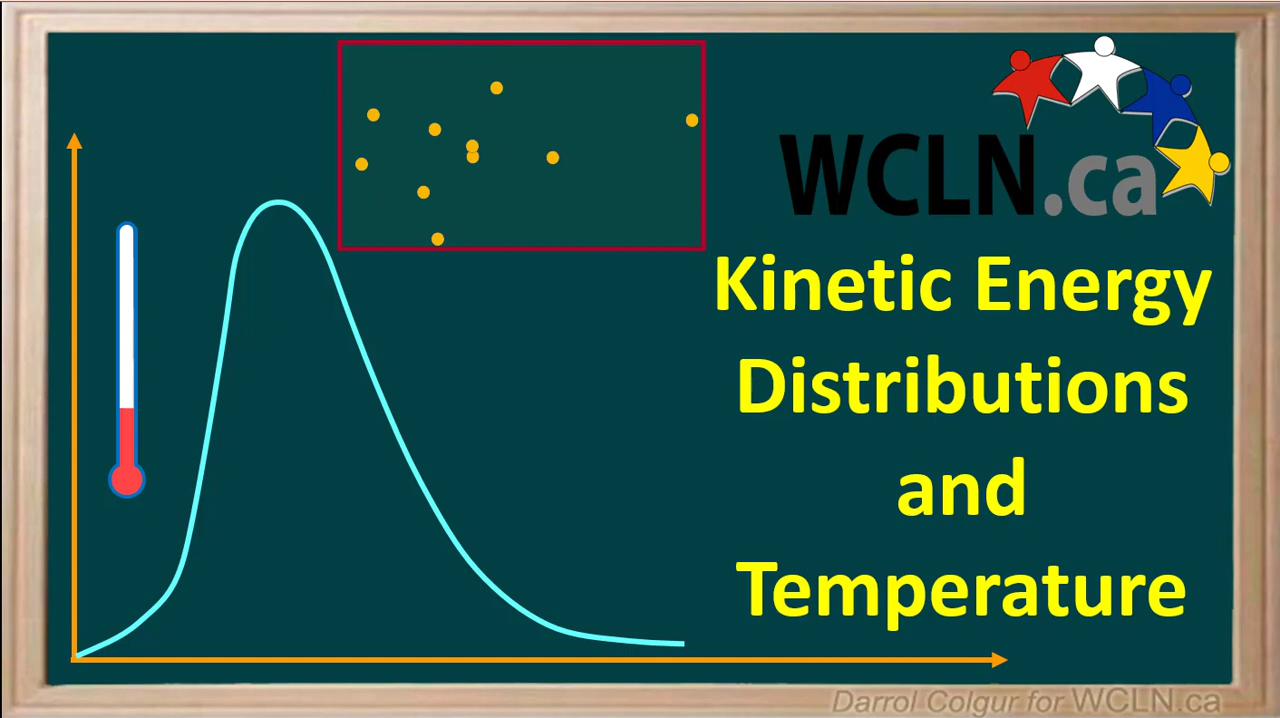 WCLN.ca
Kinetic Energy
Distributions
and
Temperature
Darrol Colgur for WCLN.ca